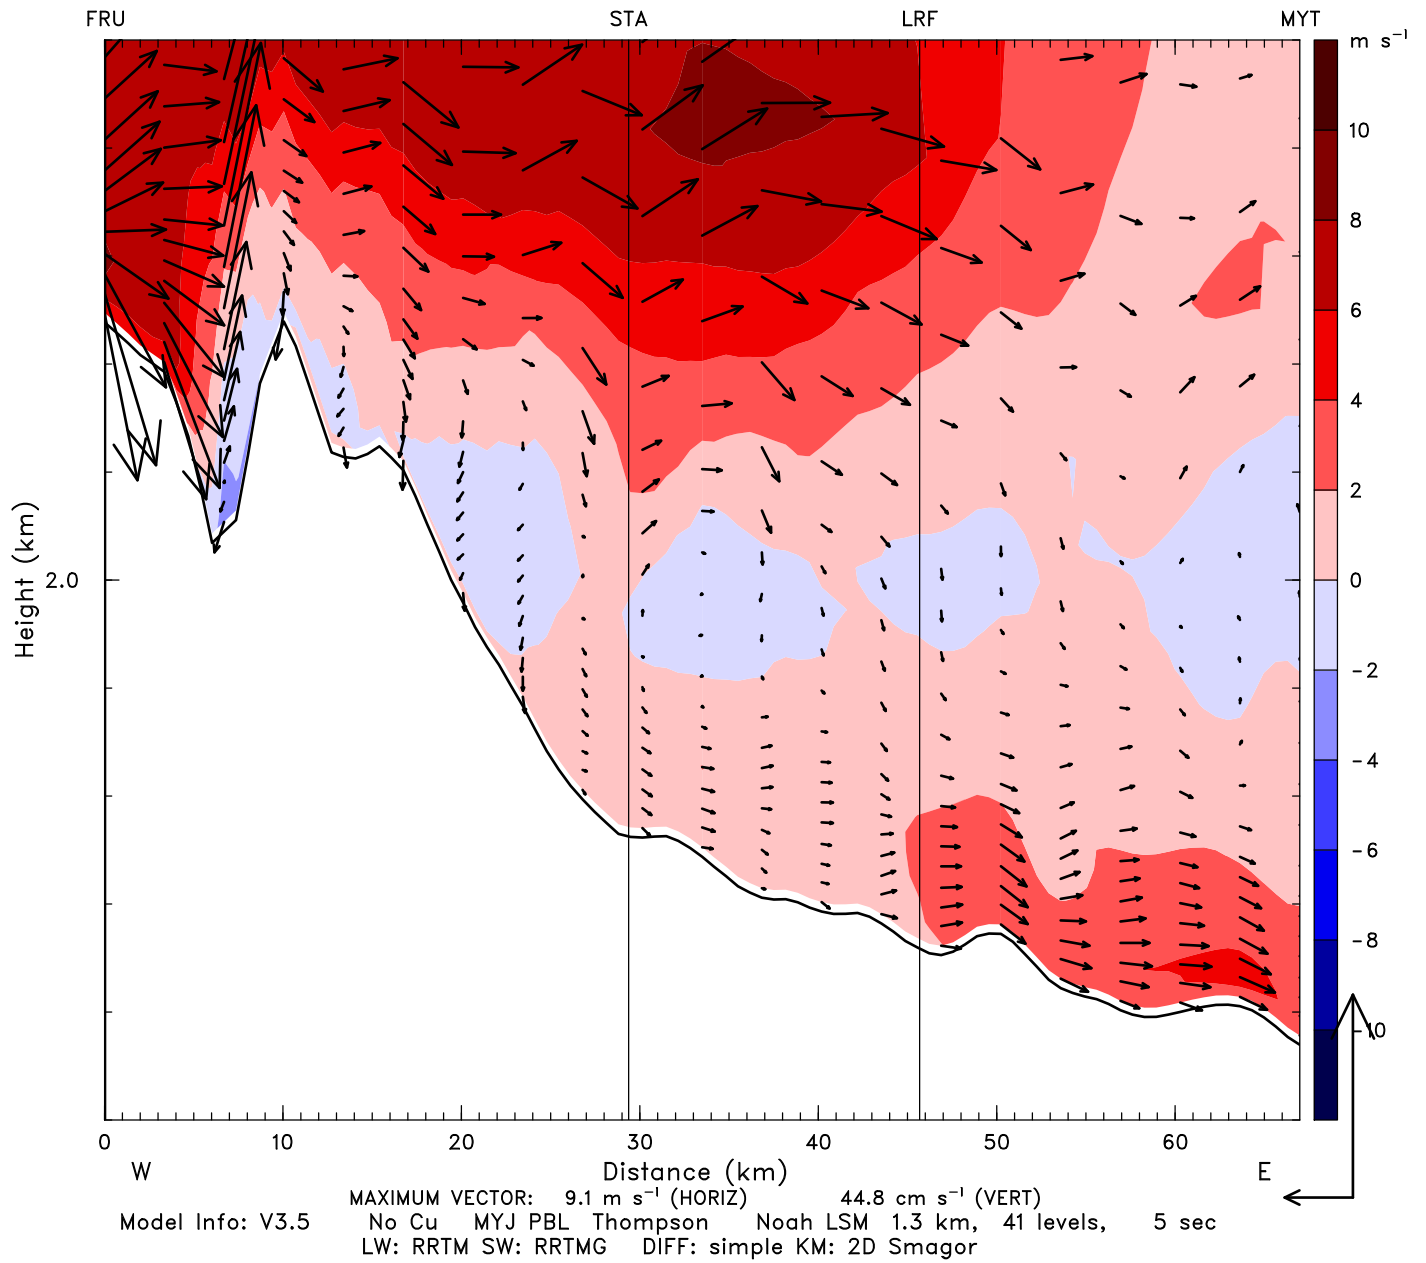 FRU STA LRF MYT
m s⁻¹
10
8
6
4
2
0
-2
-4
-6
-8
-10
Height (km)
2.0
0 10 20 30 40 50 60
W Distance (km) E
MAXIMUM VECTOR: 9.1 m s⁻¹ (HORIZ) 44.8 cm s⁻¹ (VERT)
Model Info: V3.5 No Cu MYJ PBL Thompson Noah LSM 1.3 km, 41 levels, 5 sec
LW: RRTM SW: RRTMG DIFF: simple KM: 2D Smagor